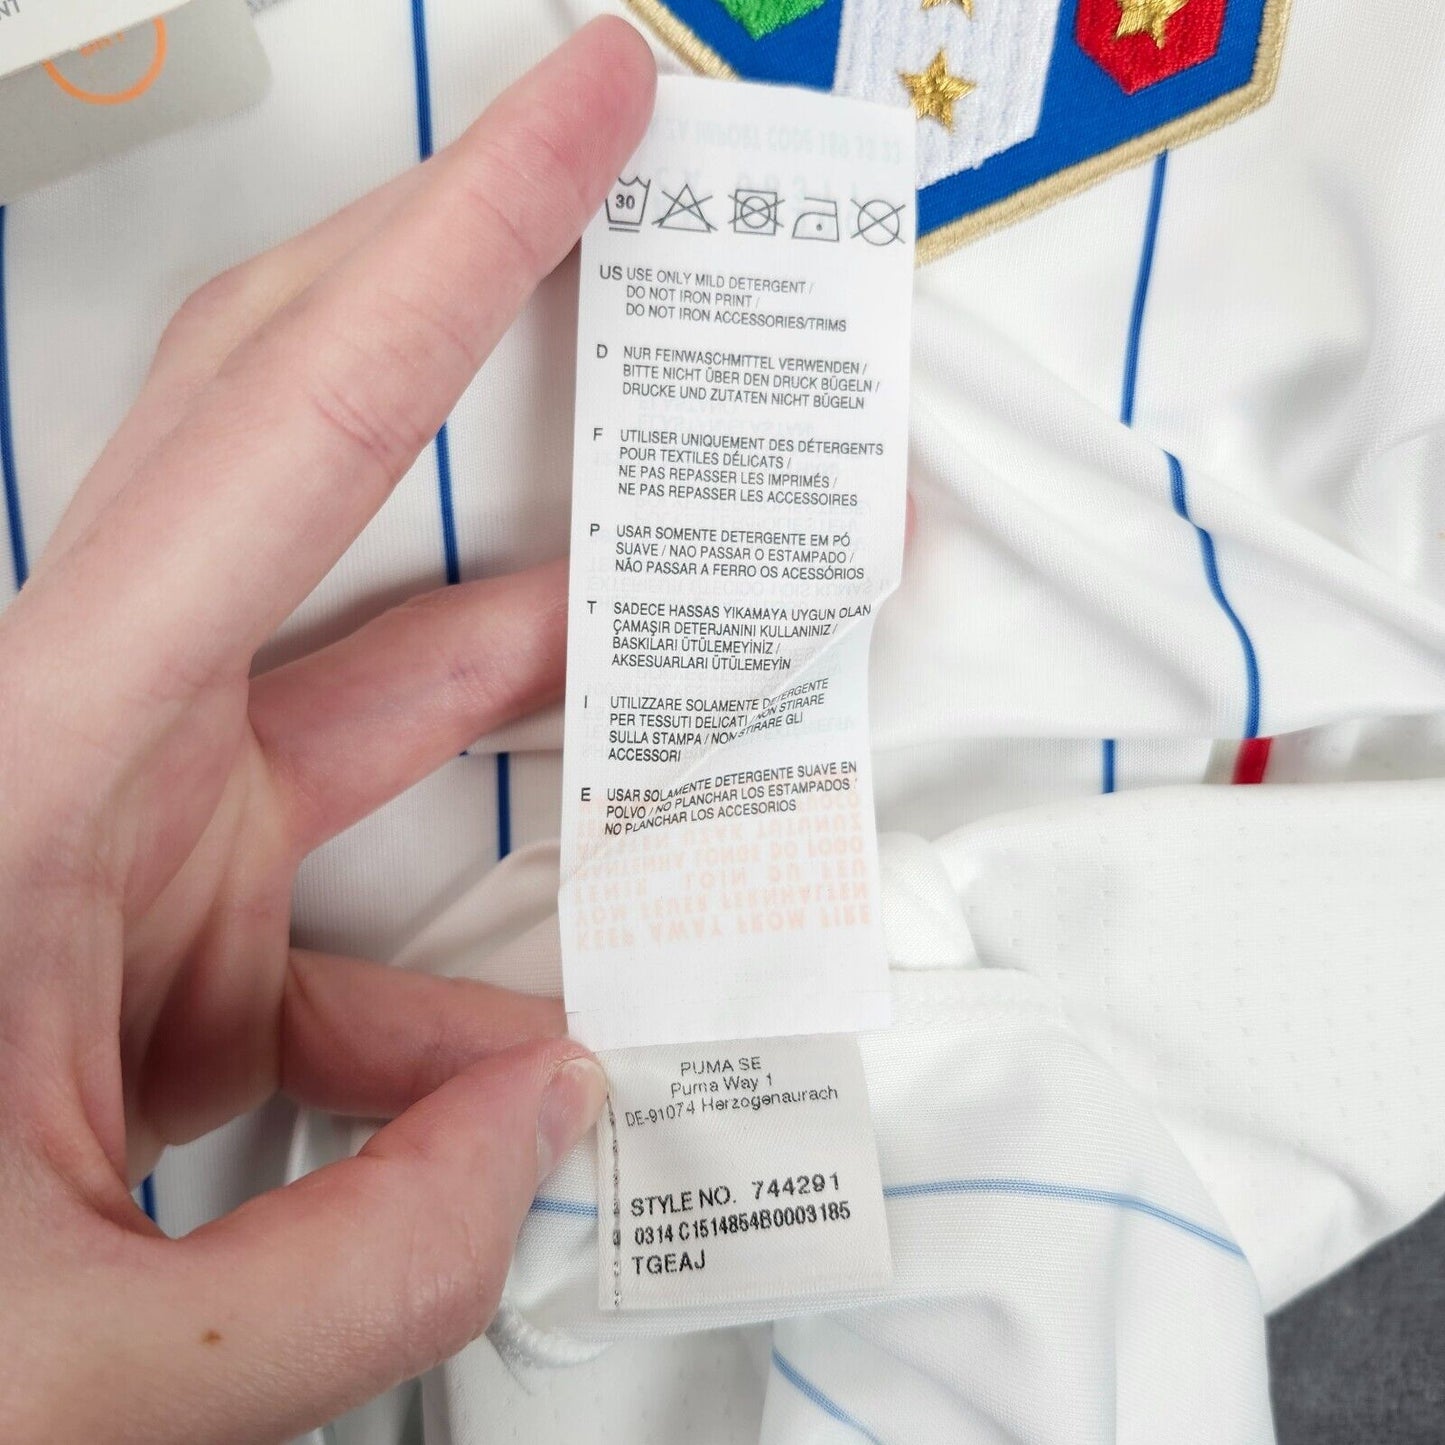 30
US USE ONLY MILD DETERGENT /
DO NOT IRON PRINT /
DO NOT IRON ACCESSORIES/TRIMS
D NUR FEINWASCHMITTEL VERWENDEN /
BITTE NICHT ÜBER DEN DRUCK BÜGELN /
DRUCKE UND ZUTATEN NICHT BÜGELN
F UTILISER UNIQUEMENT DES DÉTERGENTS
POUR TEXTILES DÉLICATS /
NE PAS REPASSER LES IMPRIMÉS /
NE PAS REPASSER LES ACCESSOIRES
P USAR SOMENTE DETERGENTE EM PÓ
SUAVE / NAO PASSAR O ESTAMPADO /
NÃO PASSAR A FERRO OS ACESSÓRIOS
T SADECE HASSAS YIKAMAYA UYGUN OLAN
ÇAMAŞIR DETERJANINI KULLANINIZ /
BASKILARI ÜTÜLEMEYİNİZ /
AKSESUARLARI ÜTÜLEMEYİN
I UTILIZZARE SOLAMENTE DETERGENTE
PER TESSUTI DELICATI / NON STIRARE
SULLA STAMPA / NON STIRARE GLI
ACCESSORI
E USAR SOLAMENTE DETERGENTE SUAVE EN
POLVO / NO PLANCHAR LOS ESTAMPADOS /
NO PLANCHAR LOS ACCESORIOS
KEEP AWAY FROM FIRE
PUMA SE
Puma Way 1
DE-91074 Herzogenaurach
STYLE NO. 744291
0314 C1514854B0003185
TGEAJ